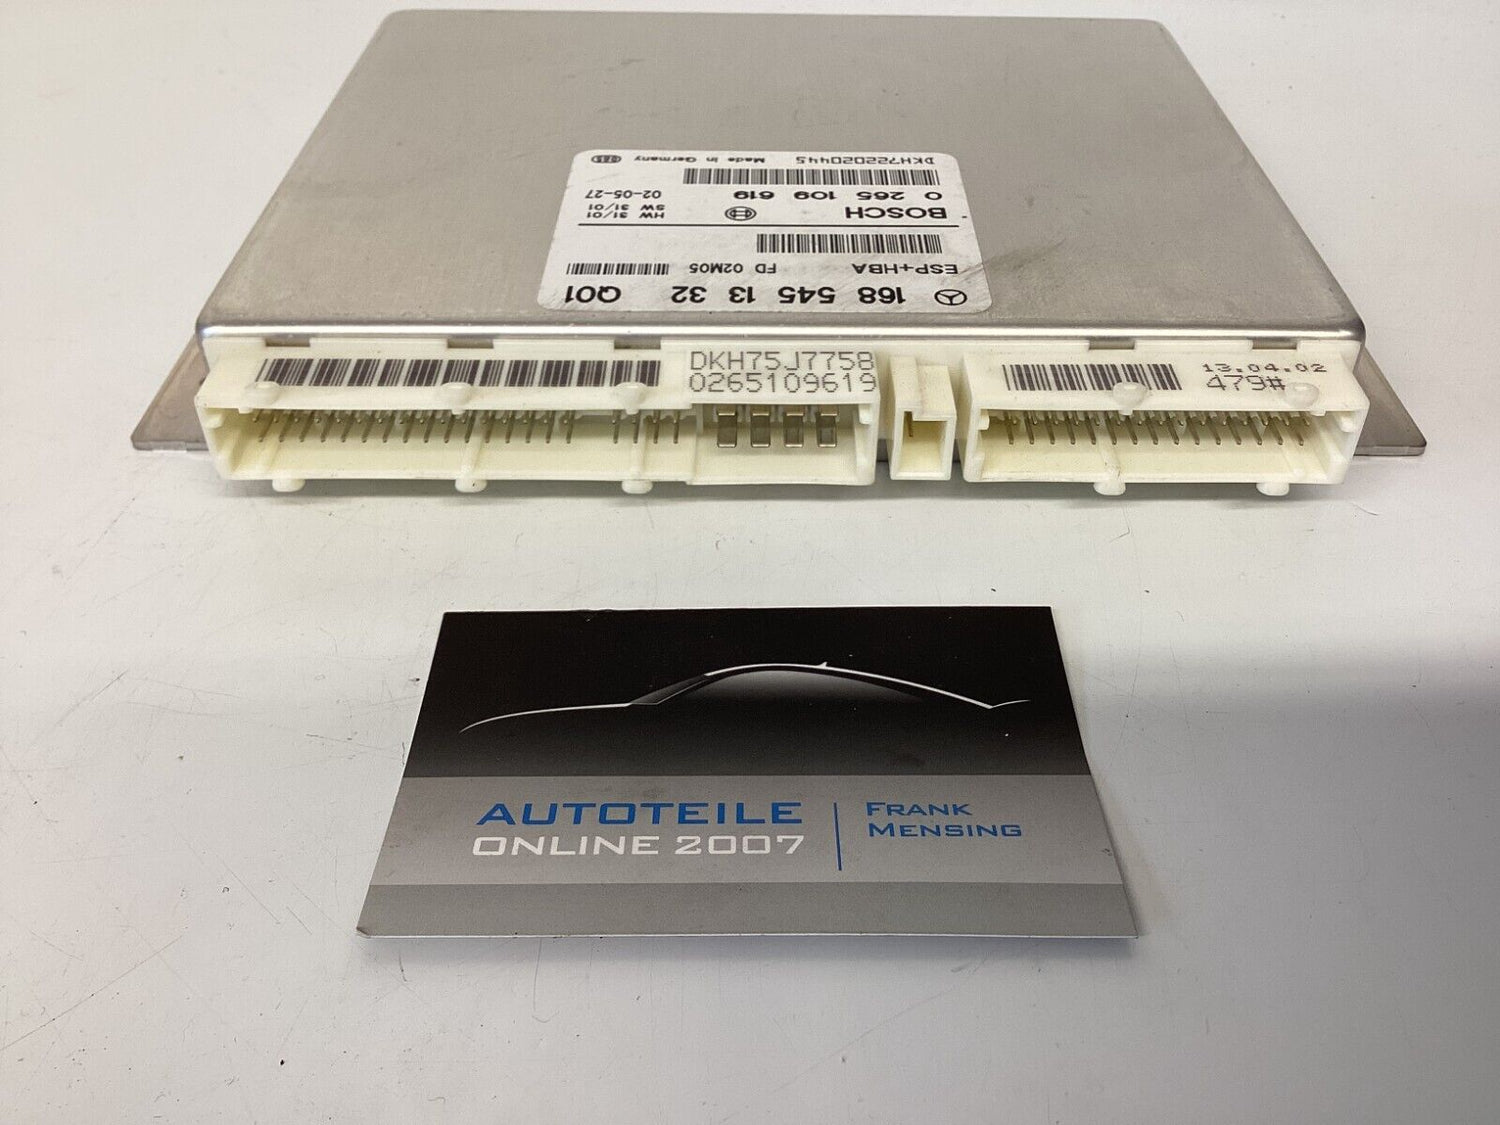 168 545 13 32 Q01
ESP+HBA FD 02M05
BOSCH HW 31/01
SW 31/01
0 265 109 619 02-05-27
DKH7222020445 Made in Germany
DKH75J7758
0265109619
13.04.02
479#
AUTOTEILE
ONLINE 2007
FRANK
MENSING